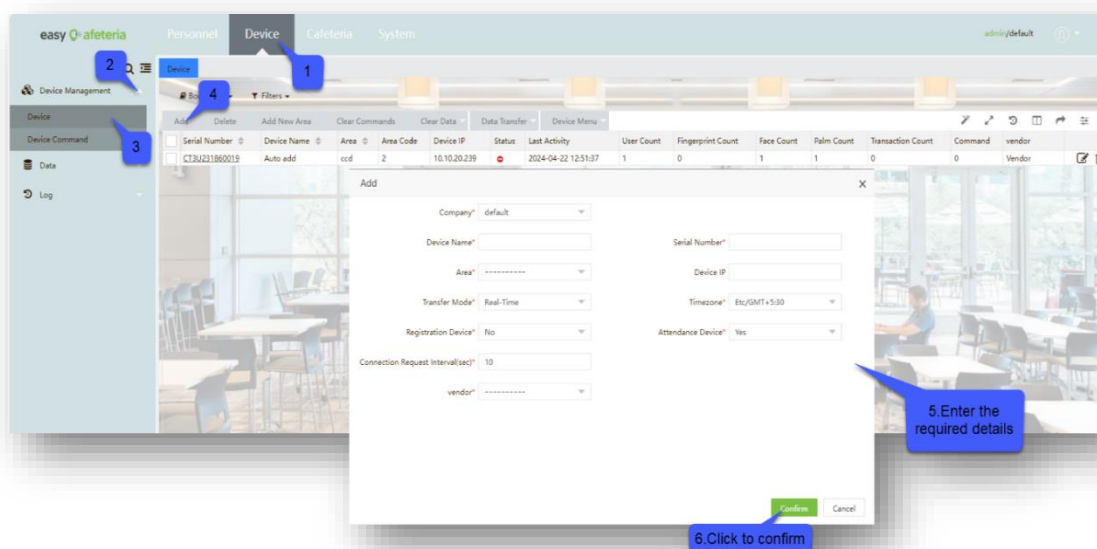 easy afeteria Personnel Device Cafeteria System admin/default
2 1
Device
Device Management 4 Filters
Device Add Delete Add New Area Clear Commands Clear Data Data Transfer Device Menu
Device Command 3 Serial Number Device Name Area Area Code Device IP Status Last Activity User Count Fingerprint Count Face Count Palm Count Transaction Count Command vendor
Data CT3U231860019 Auto add ccd 2 10.10.20.239 2024-04-22 12:51:37 1 0 1 1 0 0 Vendor
Log
Add X
Company* default
Device Name* Serial Number*
Area* ---------- Device IP
Transfer Mode* Real-Time Timezone* Etc/GMT+5:30
Registration Device* No Attendance Device* Yes
Connection Request Interval(sec)* 10
vendor* ----------
5.Enter the
required details
Confirm Cancel
6.Click to confirm